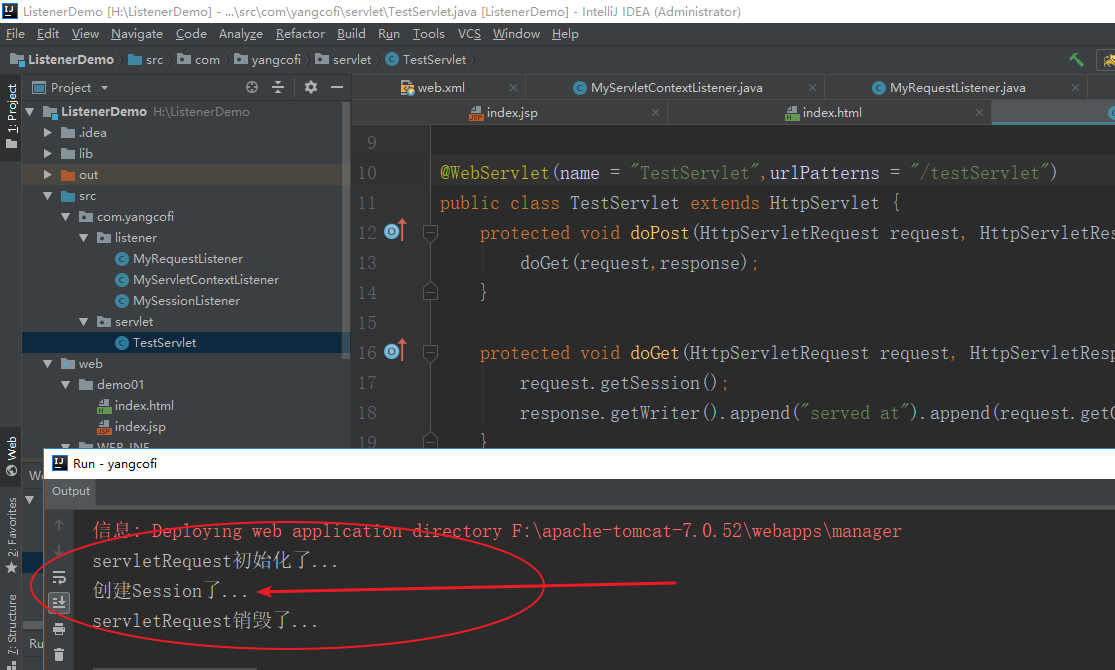 ListenerDemo [H:\ListenerDemo] - ...\src\com\yangcofi\servlet\TestServlet.java [ListenerDemo] - IntelliJ IDEA (Administrator)
File Edit View Navigate Code Analyze Refactor Build Run Tools VCS Window Help
ListenerDemo src com yangcofi servlet TestServlet
1: Project
Project
web.xml MyServletContextListener.java MyRequestListener.java
index.jsp index.html
ListenerDemo H:\ListenerDemo
.idea
lib
out
src
com.yangcofi
listener
MyRequestListener
MyServletContextListener
MySessionListener
servlet
TestServlet
web
demo01
index.html
index.jsp
WEB-INF
9
10 @WebServlet(name = "TestServlet",urlPatterns = "/testServlet")
11 public class TestServlet extends HttpServlet {
12 protected void doPost(HttpServletRequest request, HttpServletRes
13 doGet(request,response);
14 }
15
16 protected void doGet(HttpServletRequest request, HttpServletResp
17 request.getSession();
18 response.getWriter().append("served at").append(request.getC
19 }
Web
2: Favorites
7: Structure
Run - yangcofi
Output
信息: Deploying web application directory F:\apache-tomcat-7.0.52\webapps\manager
servletRequest初始化了...
创建Session了...
servletRequest销毁了...
Ru